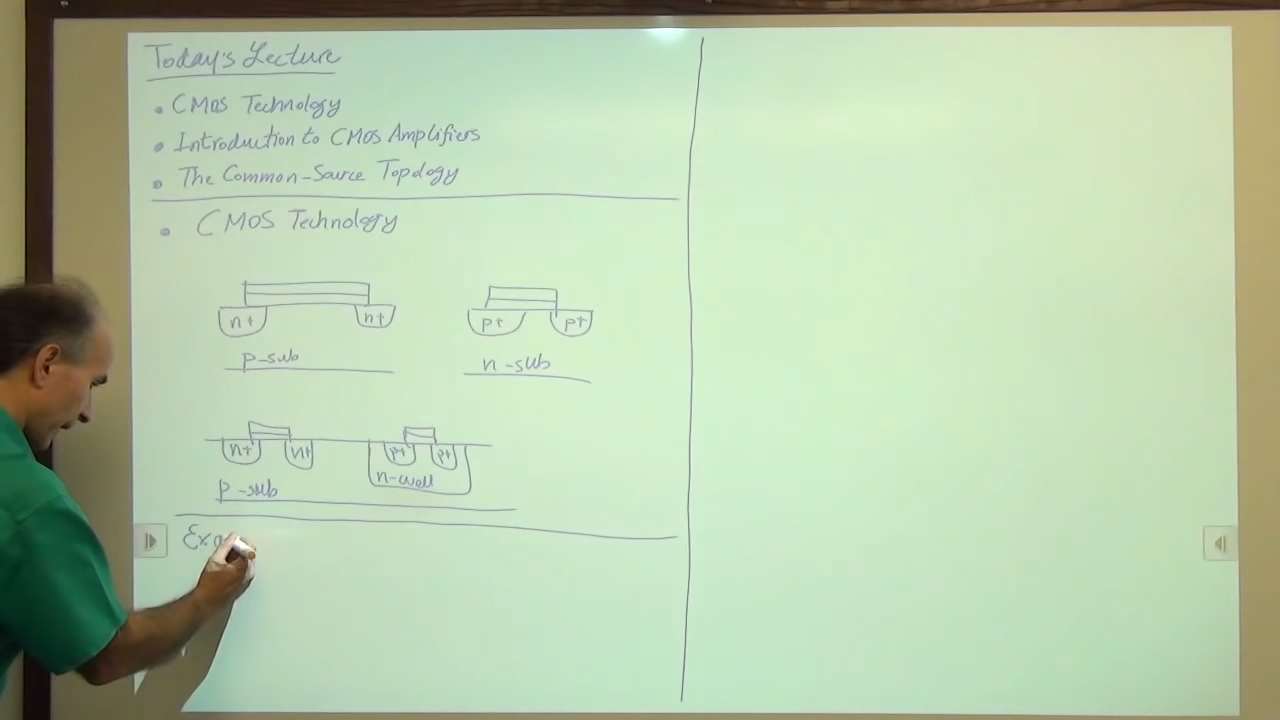 Today's Lecture
• CMOS Technology
• Introduction to CMOS Amplifiers
• The Common-Source Topology
• CMOS Technology
n+ n+ p+ p+
p-sub n-sub
n+ n+ p+ p+
p-sub n-well
Exa